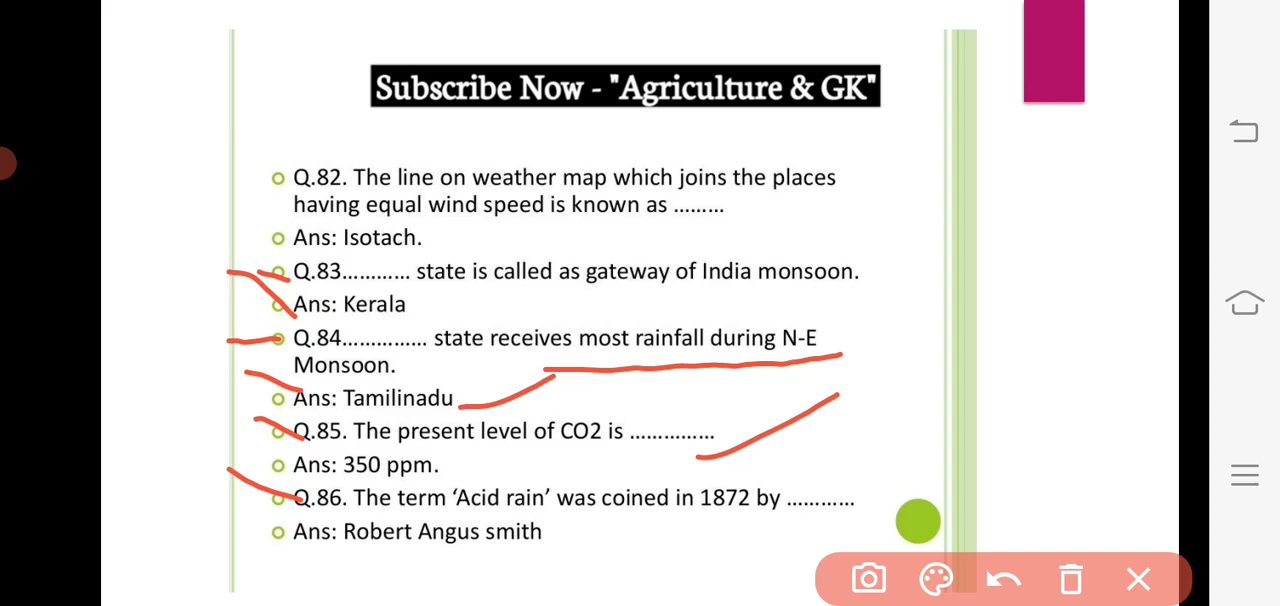 Subscribe Now - "Agriculture & GK"
Q.82. The line on weather map which joins the places
having equal wind speed is known as .........
Ans: Isotach.
Q.83............ state is called as gateway of India monsoon.
Ans: Kerala
Q.84............... state receives most rainfall during N-E
Monsoon.
Ans: Tamilinadu
Q.85. The present level of CO2 is ...............
Ans: 350 ppm.
Q.86. The term ‘Acid rain’ was coined in 1872 by ............
Ans: Robert Angus smith